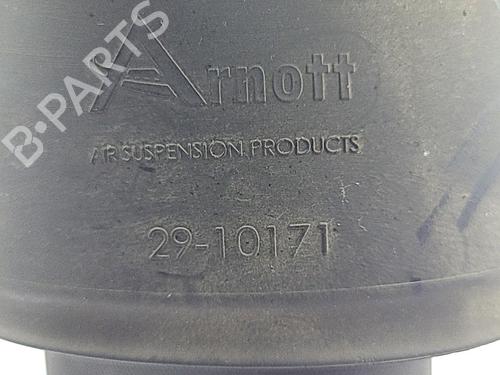 B-PARTS
Arnott
AIR SUSPENSION PRODUCTS
29-10171